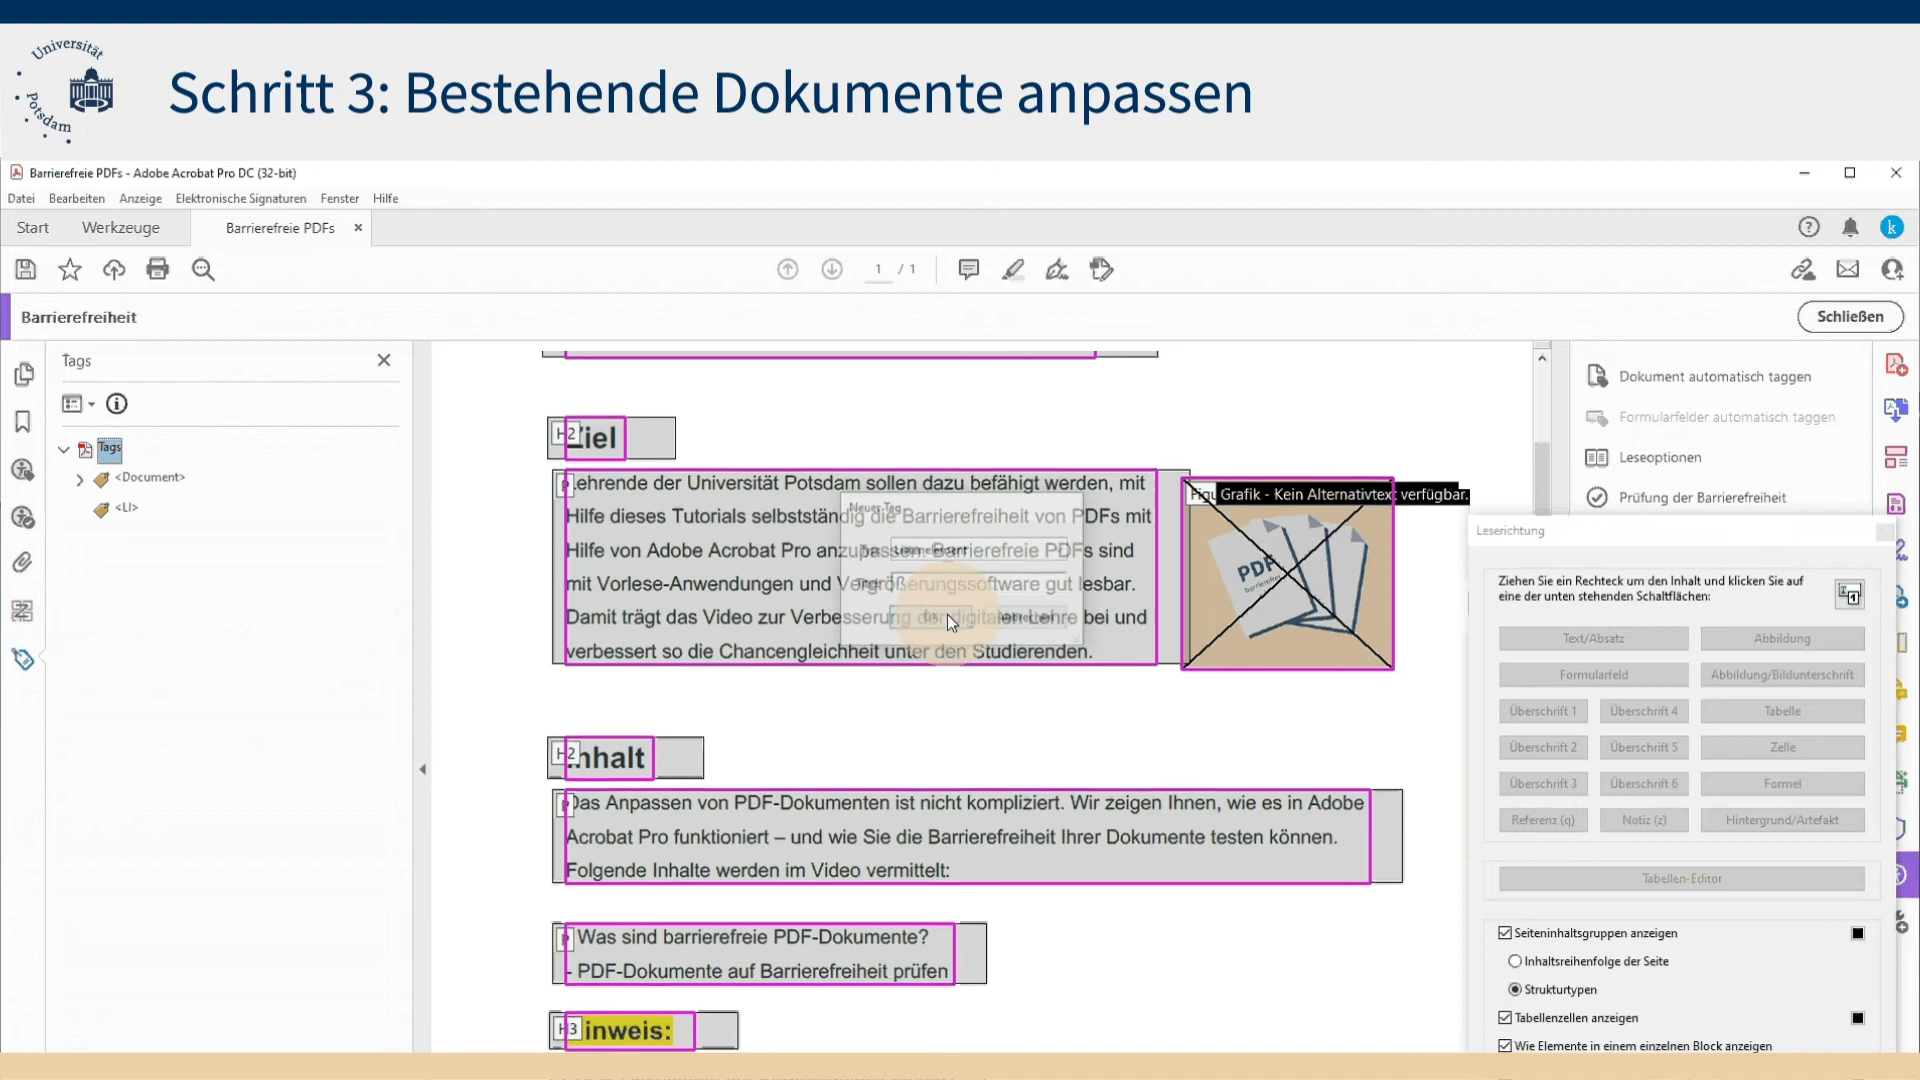 Universität
Potsdam
Schritt 3: Bestehende Dokumente anpassen
Barrierefreie PDFs - Adobe Acrobat Pro DC (32-bit)
Datei Bearbeiten Anzeige Elektronische Signaturen Fenster Hilfe
Start Werkzeuge Barrierefreie PDFs
1 / 1
k
Barrierefreiheit
Schließen
Tags
Tags
<Document>
<LI>
H2
Ziel
P
Lehrende der Universität Potsdam sollen dazu befähigt werden, mit
Hilfe dieses Tutorials selbstständig die Barrierefreiheit von PDFs mit
Hilfe von Adobe Acrobat Pro anzupassen. Barrierefreie PDFs sind
mit Vorlese-Anwendungen und Vergrößerungssoftware gut lesbar.
Damit trägt das Video zur Verbesserung der digitalen Lehre bei und
verbessert so die Chancengleichheit unter den Studierenden.
Neuer Tag
Figu
Grafik - Kein Alternativtext verfügbar.
PDF
barrierefrei
H2
Inhalt
P
Das Anpassen von PDF-Dokumenten ist nicht kompliziert. Wir zeigen Ihnen, wie es in Adobe
Acrobat Pro funktioniert – und wie Sie die Barrierefreiheit Ihrer Dokumente testen können.
Folgende Inhalte werden im Video vermittelt:
P
Was sind barrierefreie PDF-Dokumente?
- PDF-Dokumente auf Barrierefreiheit prüfen
H3
inweis:
Dokument automatisch taggen
Formularfelder automatisch taggen
Leseoptionen
Prüfung der Barrierefreiheit
Leserichtung
Ziehen Sie ein Rechteck um den Inhalt und klicken Sie auf
eine der unten stehenden Schaltflächen:
Text/Absatz Abbildung
Formularfeld Abbildung/Bildunterschrift
Überschrift 1 Überschrift 4 Tabelle
Überschrift 2 Überschrift 5 Zelle
Überschrift 3 Überschrift 6 Formel
Referenz (q) Notiz (z) Hintergrund/Artefakt
Tabellen-Editor
Seiteninhaltsgruppen anzeigen
Inhaltsreihenfolge der Seite
Strukturtypen
Tabellenzellen anzeigen
Wie Elemente in einem einzelnen Block anzeigen